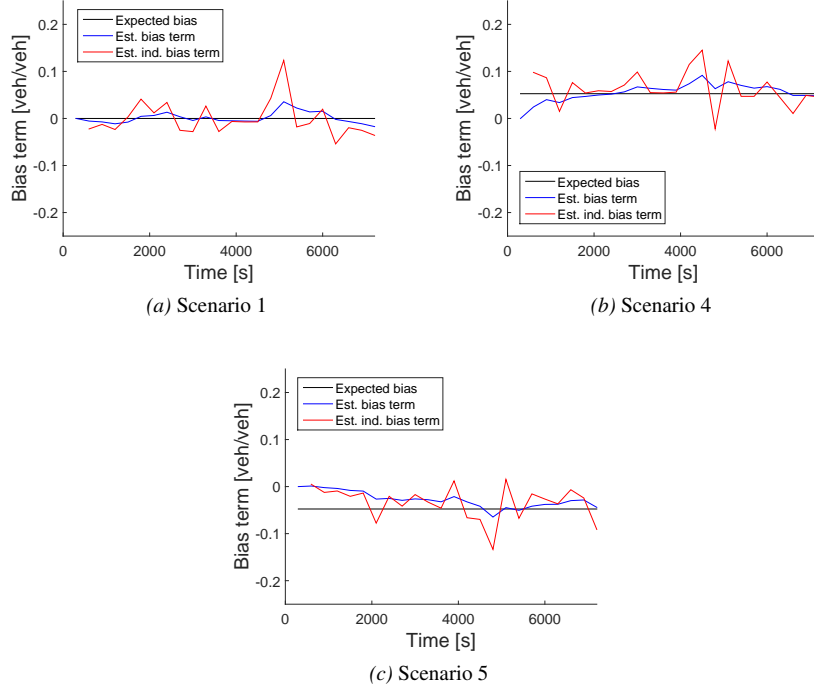 0.2
0.1
0
-0.1
-0.2
Bias term [veh/veh]
Expected bias
Est. bias term
Est. ind. bias term
0 2000 4000 6000
Time [s]
(a) Scenario 1
0.2
0.1
0
-0.1
-0.2
Bias term [veh/veh]
Expected bias
Est. bias term
Est. ind. bias term
0 2000 4000 6000
Time [s]
(b) Scenario 4
0.2
0.1
0
-0.1
-0.2
Bias term [veh/veh]
Expected bias
Est. bias term
Est. ind. bias term
0 2000 4000 6000
Time [s]
(c) Scenario 5